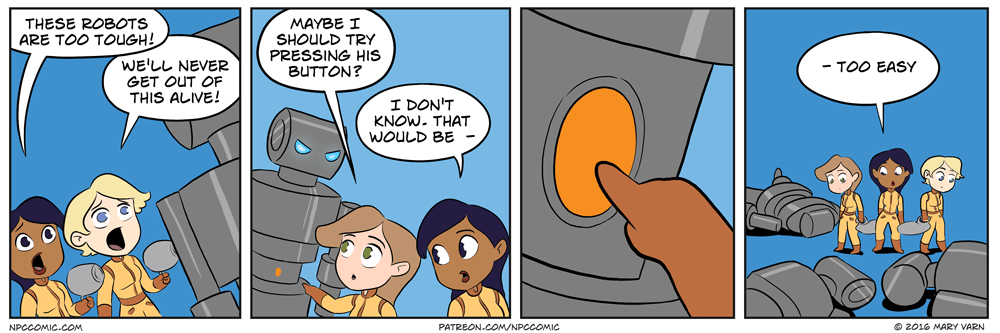 THESE ROBOTS
ARE TOO TOUGH!
WE'LL NEVER
GET OUT OF
THIS ALIVE!
MAYBE I
SHOULD TRY
PRESSING HIS
BUTTON?
I DON'T
KNOW. THAT
WOULD BE -
- TOO EASY
NPCCOMIC.COM
PATREON.COM/NPCCOMIC
© 2016 MARY VARN